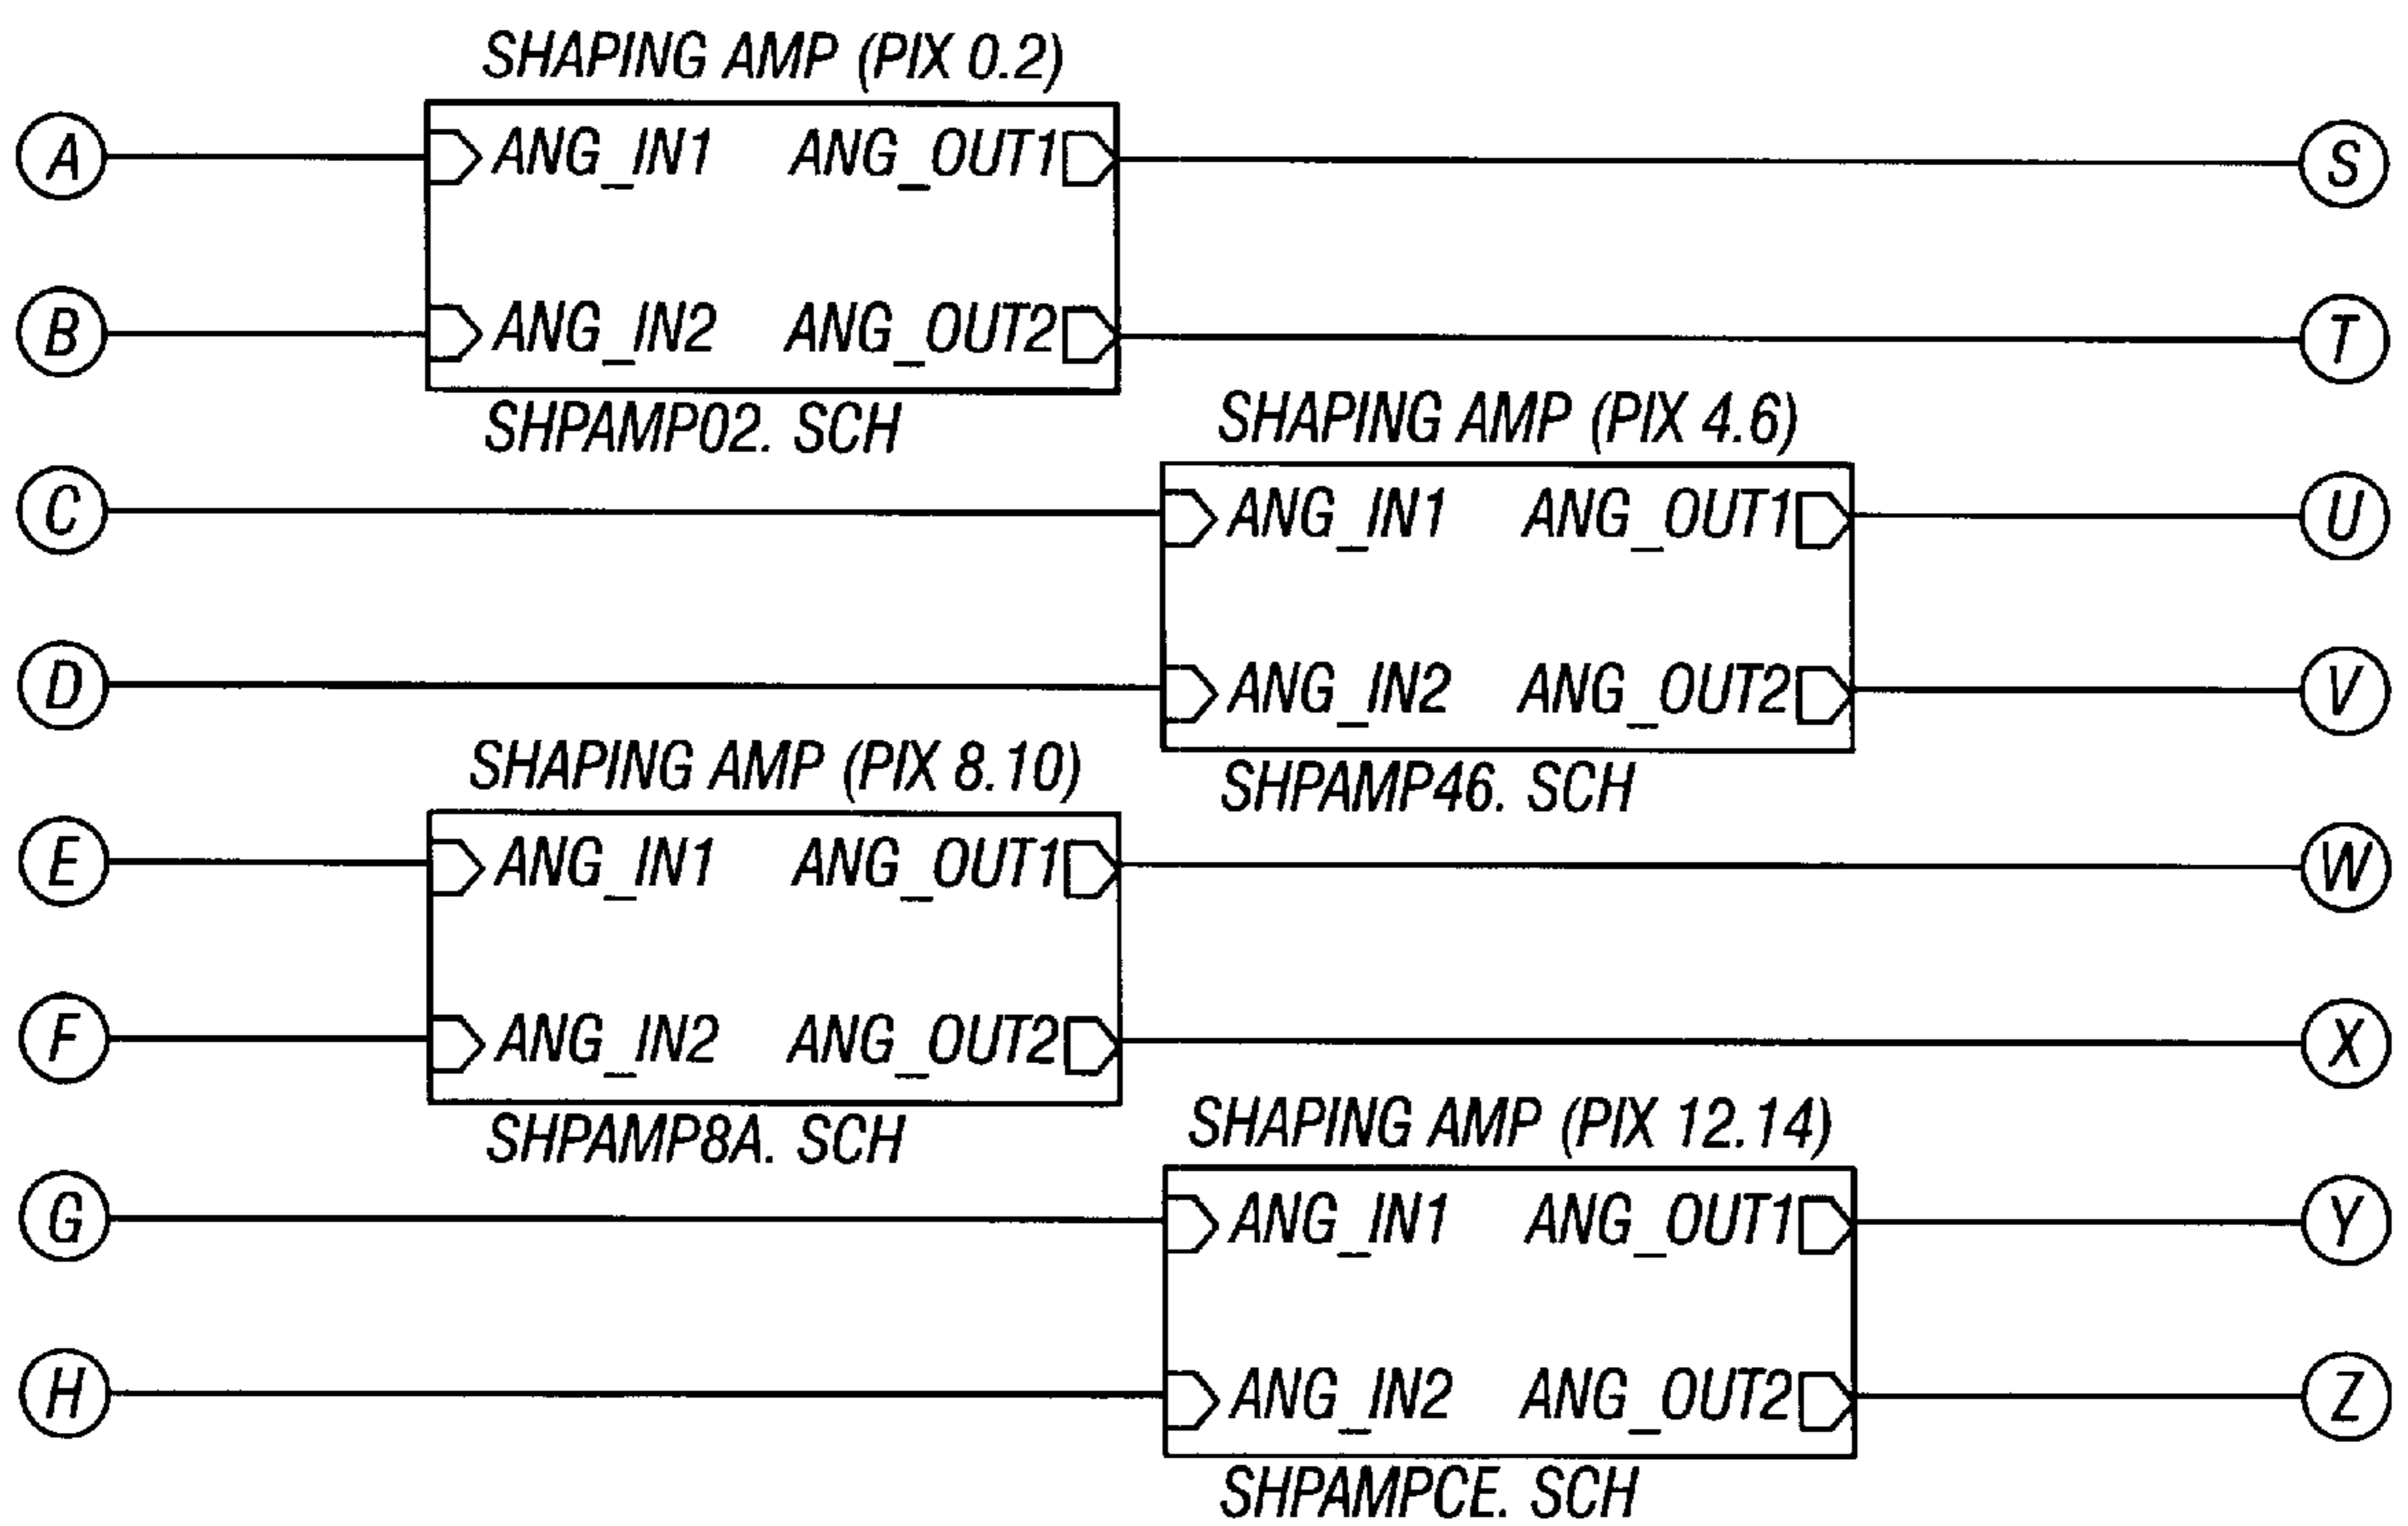 SHAPING AMP (PIX 0.2)
A ANG_IN1 ANG_OUT1 S
B ANG_IN2 ANG_OUT2 T
SHPAMP02. SCH
SHAPING AMP (PIX 4.6)
C ANG_IN1 ANG_OUT1 U
D ANG_IN2 ANG_OUT2 V
SHPAMP46. SCH
SHAPING AMP (PIX 8.10)
E ANG_IN1 ANG_OUT1 W
F ANG_IN2 ANG_OUT2 X
SHPAMP8A. SCH
SHAPING AMP (PIX 12.14)
G ANG_IN1 ANG_OUT1 Y
H ANG_IN2 ANG_OUT2 Z
SHPAMPCE. SCH